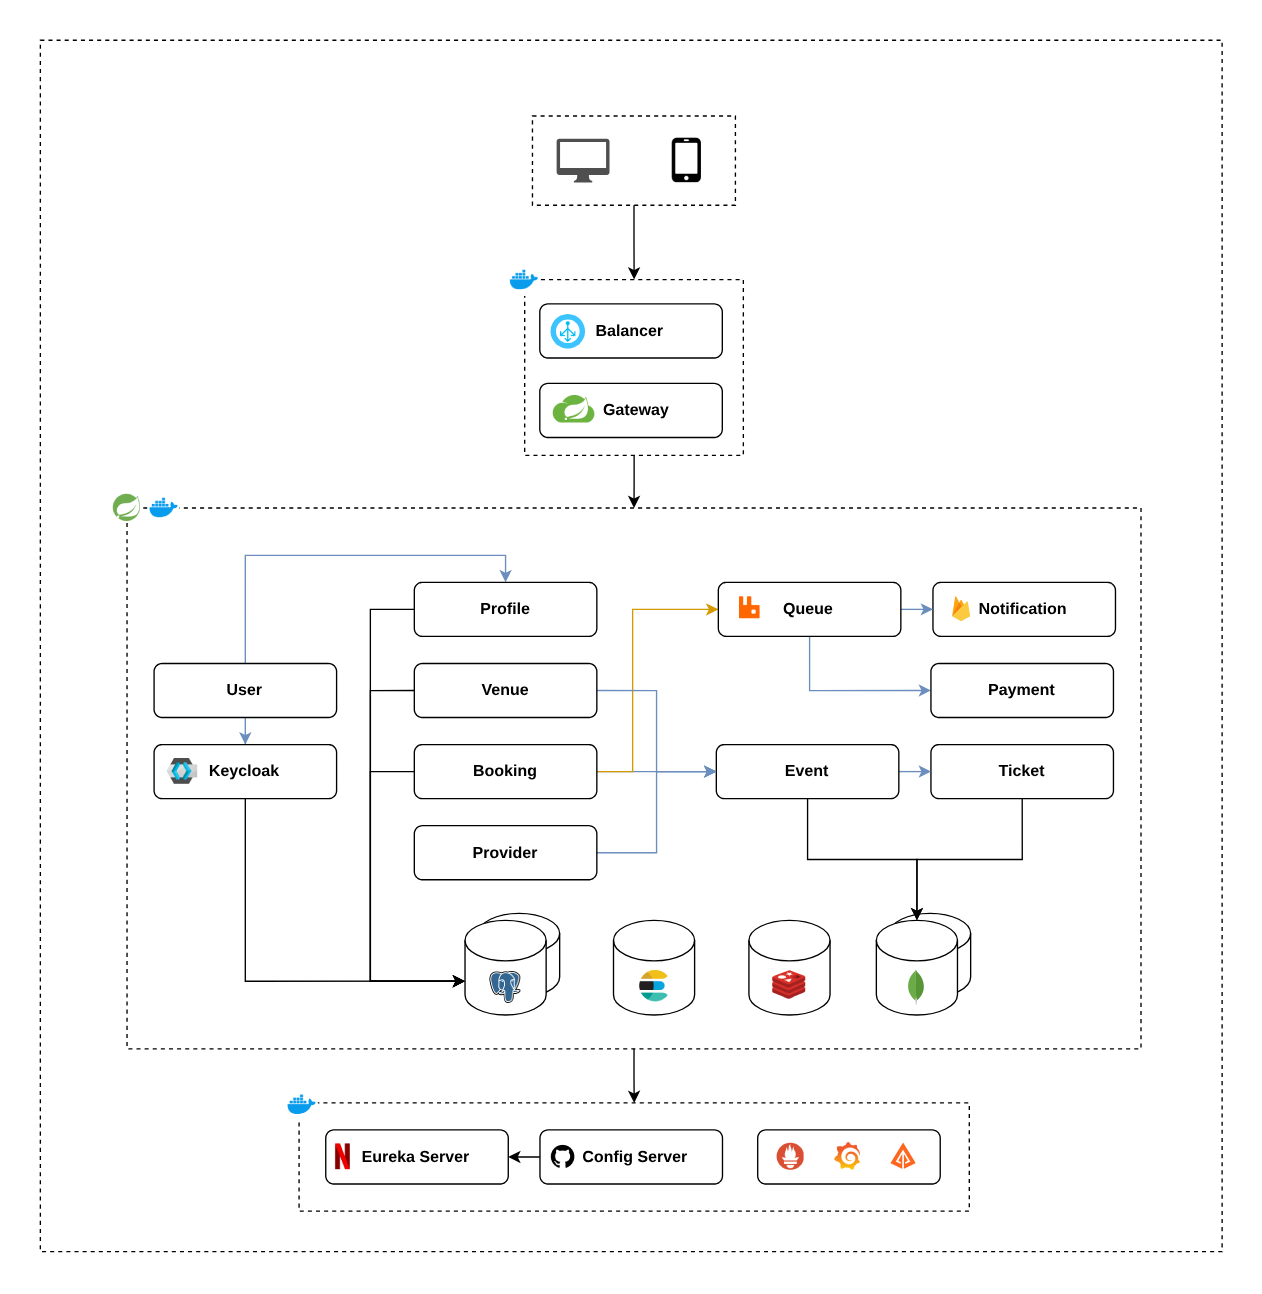 Balancer
Gateway
Profile
Queue
Notification
User
Venue
Payment
Keycloak
Booking
Event
Ticket
Provider
Eureka Server
Config Server